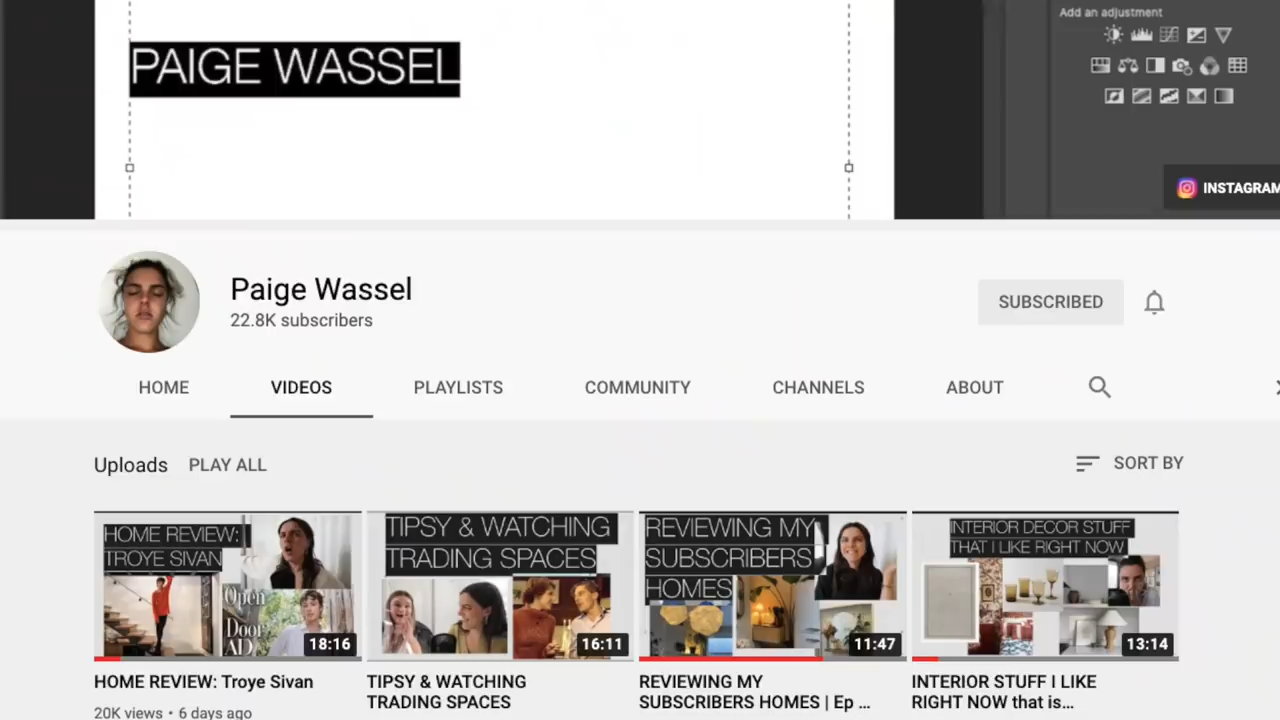 Add an adjustment
PAIGE WASSEL
INSTAGRAM
Paige Wassel
22.8K subscribers
SUBSCRIBED
HOME
VIDEOS
PLAYLISTS
COMMUNITY
CHANNELS
ABOUT
Uploads
PLAY ALL
SORT BY
HOME REVIEW:
TROYE SIVAN
Open
Door
AD
18:16
TIPSY & WATCHING
TRADING SPACES
16:11
REVIEWING MY
SUBSCRIBERS
HOMES
11:47
INTERIOR DECOR STUFF
THAT I LIKE RIGHT NOW
13:14
HOME REVIEW: Troye Sivan
20K views • 6 days ago
TIPSY & WATCHING
TRADING SPACES
REVIEWING MY
SUBSCRIBERS HOMES | Ep ...
INTERIOR STUFF I LIKE
RIGHT NOW that is...